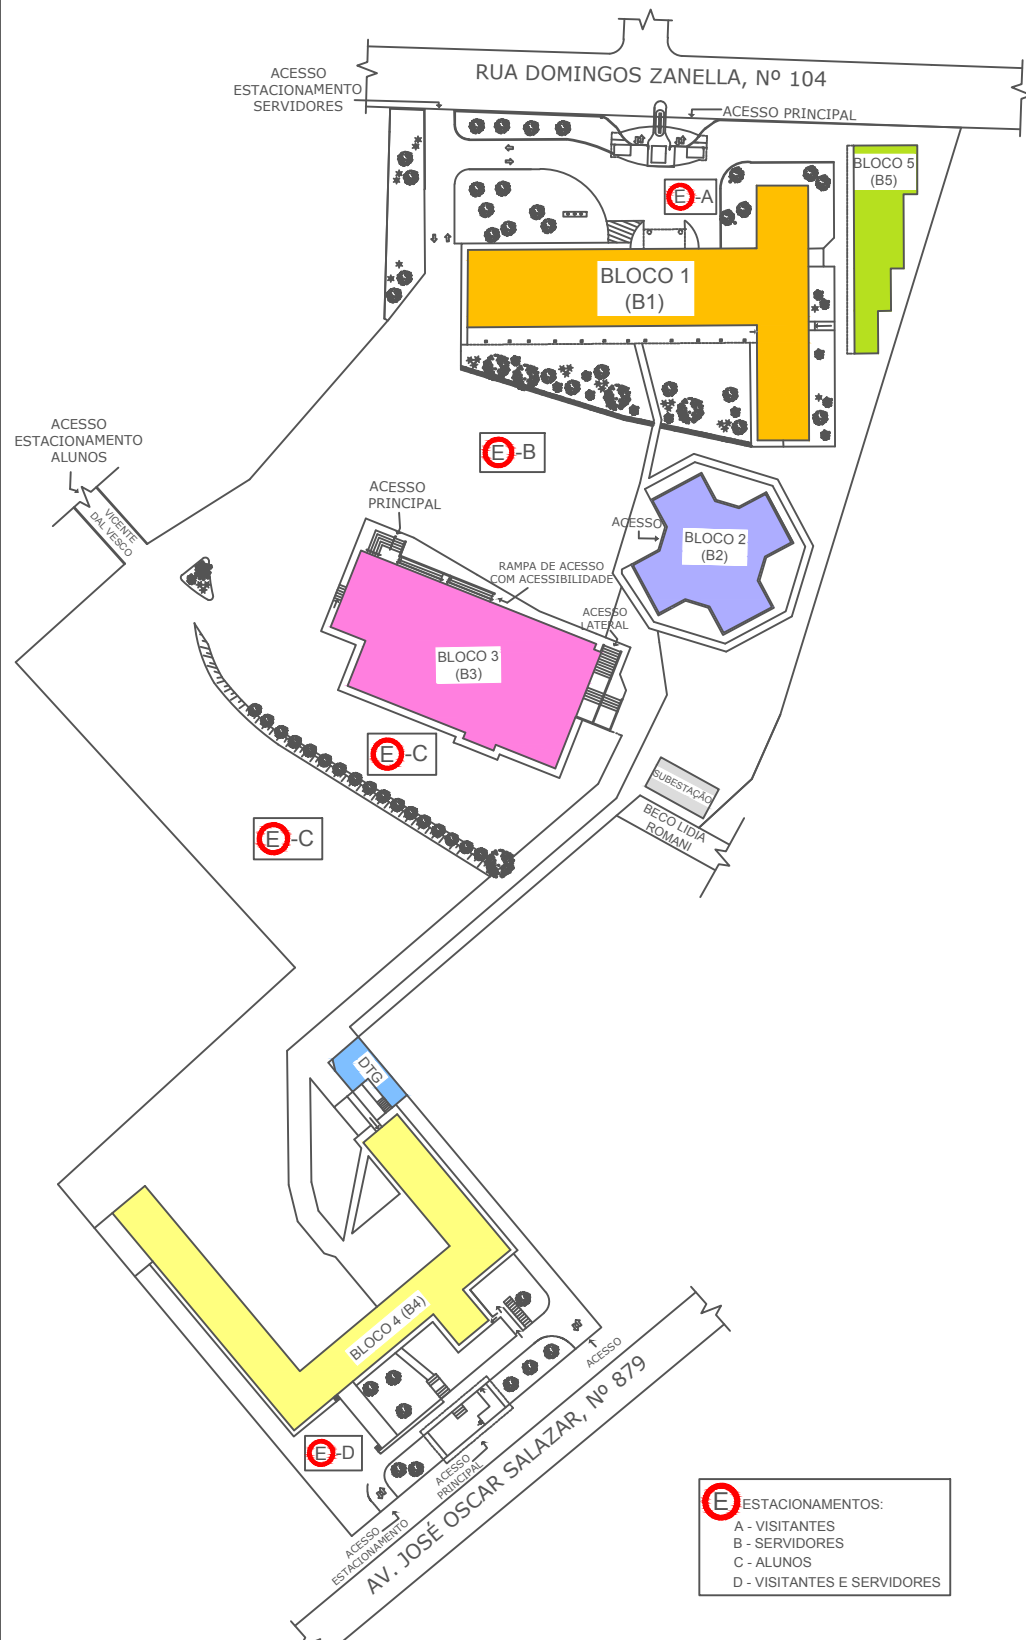 RUA DOMINGOS ZANELLA, Nº 104
ACESSO
ESTACIONAMENTO
SERVIDORES
ACESSO PRINCIPAL
BLOCO 5
(B5)
E -A
BLOCO 1
(B1)
ACESSO
ESTACIONAMENTO
ALUNOS
E -B
VICENTE
DAL VESCO
ACESSO
PRINCIPAL
ACESSO
BLOCO 2
(B2)
RAMPA DE ACESSO
COM ACESSIBILIDADE
ACESSO
LATERAL
BLOCO 3
(B3)
E -C
SUBESTAÇÃO
BECO LIDIA
ROMANI
E -C
DTG
BLOCO 4 (B4)
ACESSO
E -D
ACESSO
PRINCIPAL
ACESSO
ESTACIONAMENTO
AV. JOSÉ OSCAR SALAZAR, Nº 879
E ESTACIONAMENTOS:
A - VISITANTES
B - SERVIDORES
C - ALUNOS
D - VISITANTES E SERVIDORES